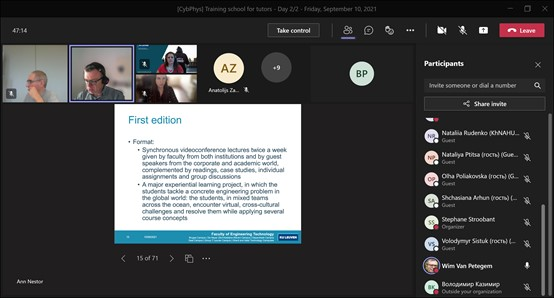 [CybPhys] Training school for tutors - Day 2/2 - Friday, September 10, 2021
47:14
Take control
Leave
AZ
Anatolijs Za...
+9
BP
Participants
Invite someone or dial a number
Share invite
NR
Nataliia Rudenko (KhNAHU...
Guest
NP
Nataliya Ptitsa (гость) (Gue...
Guest
OP
Olha Poliakovska (гость) (G...
Guest
SA
Shchasiana Arhun (гость) (...
Guest
SS
Stephane Stroobant
Organizer
VS
Volodymyr Sistuk (гость) (...
Guest
Wim Van Petegem
ВК
Володимир Казимир
Outside your organization
First edition
• Format:
• Synchronous videoconference lectures twice a week
given by faculty from both institutions and by guest
speakers from the corporate and academic world,
complemented by readings, case studies, individual
assignments and group discussions
• A major experiential learning project, in which the
students tackle a concrete engineering problem in
the global world: the students, in mixed teams
across the ocean, encounter virtual, cross-cultural
challenges and resolve them while applying several
course concepts
Faculty of Engineering Technology
KU LEUVEN
15 of 71
Ann Nestor